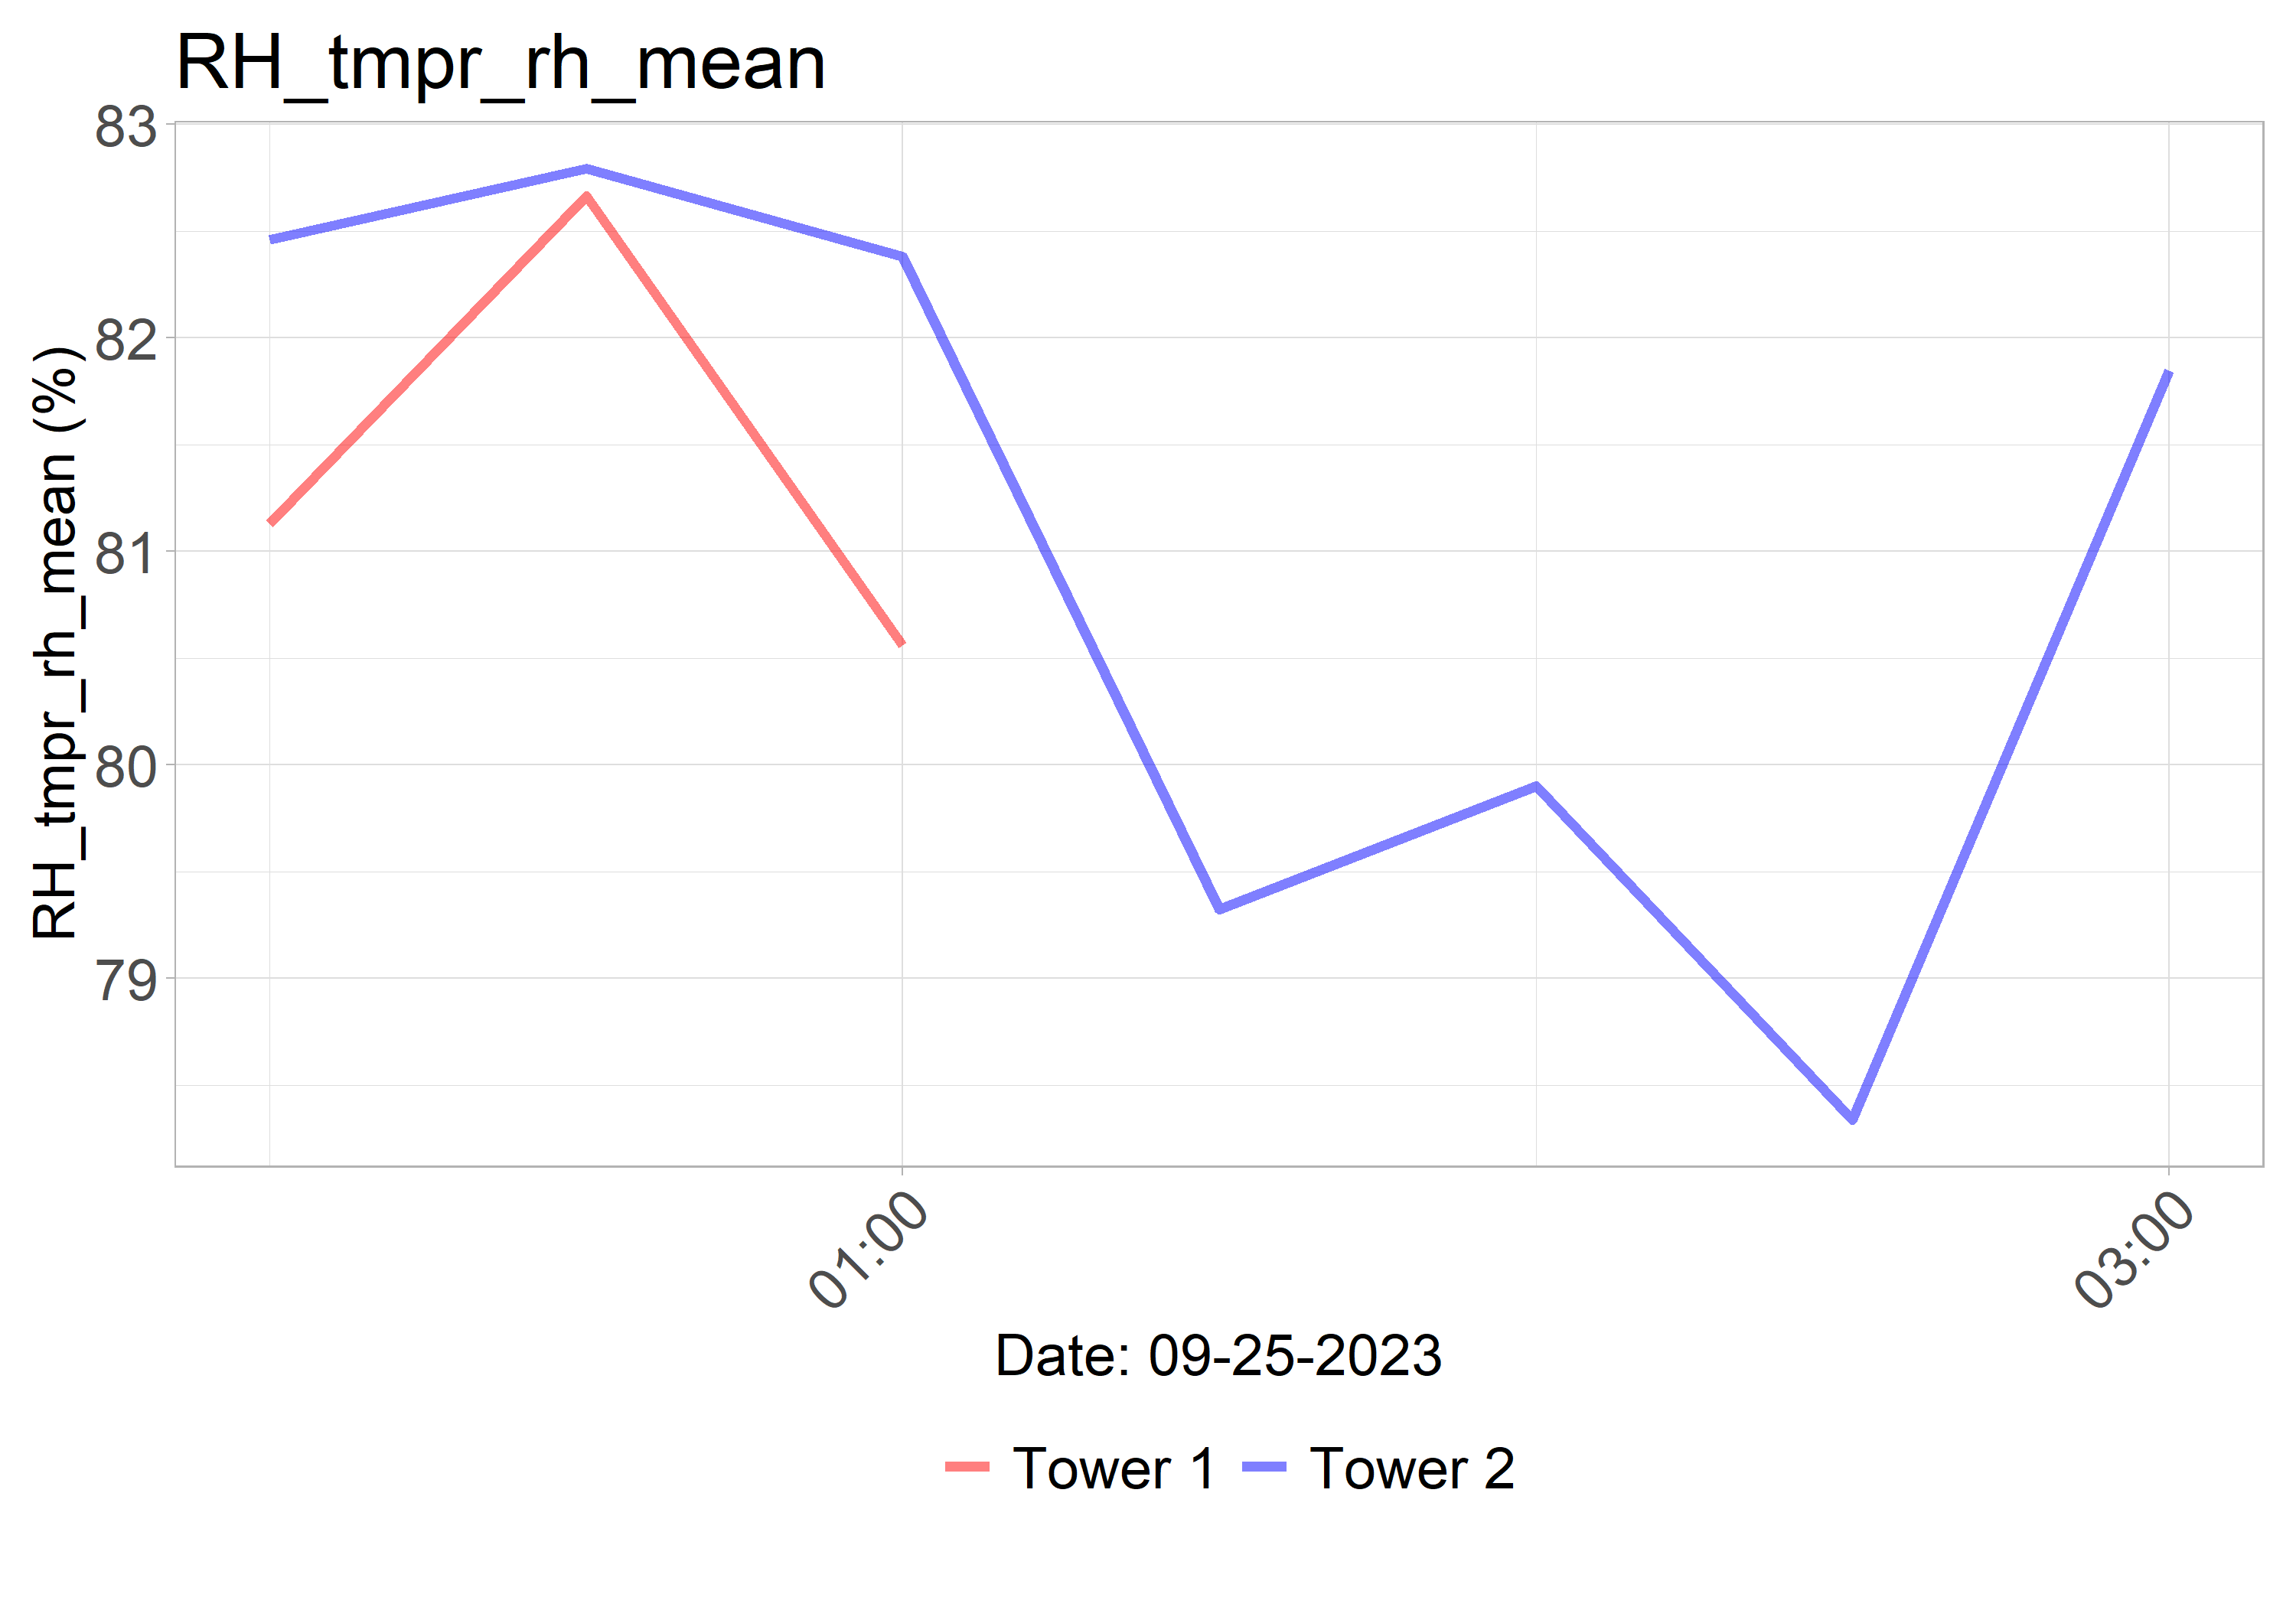 RH_tmpr_rh_mean
RH_tmpr_rh_mean (%)
83
82
81
80
79
01:00
03:00
Date: 09-25-2023
Tower 1
Tower 2